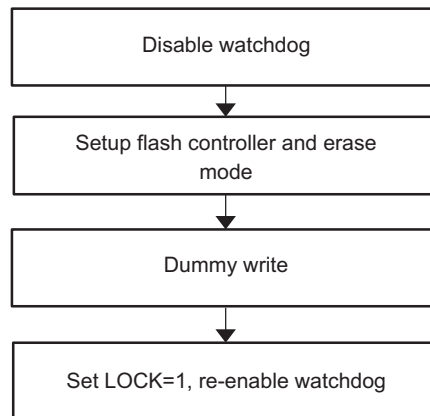 Disable watchdog
Setup flash controller and erase
mode
Dummy write
Set LOCK=1, re-enable watchdog